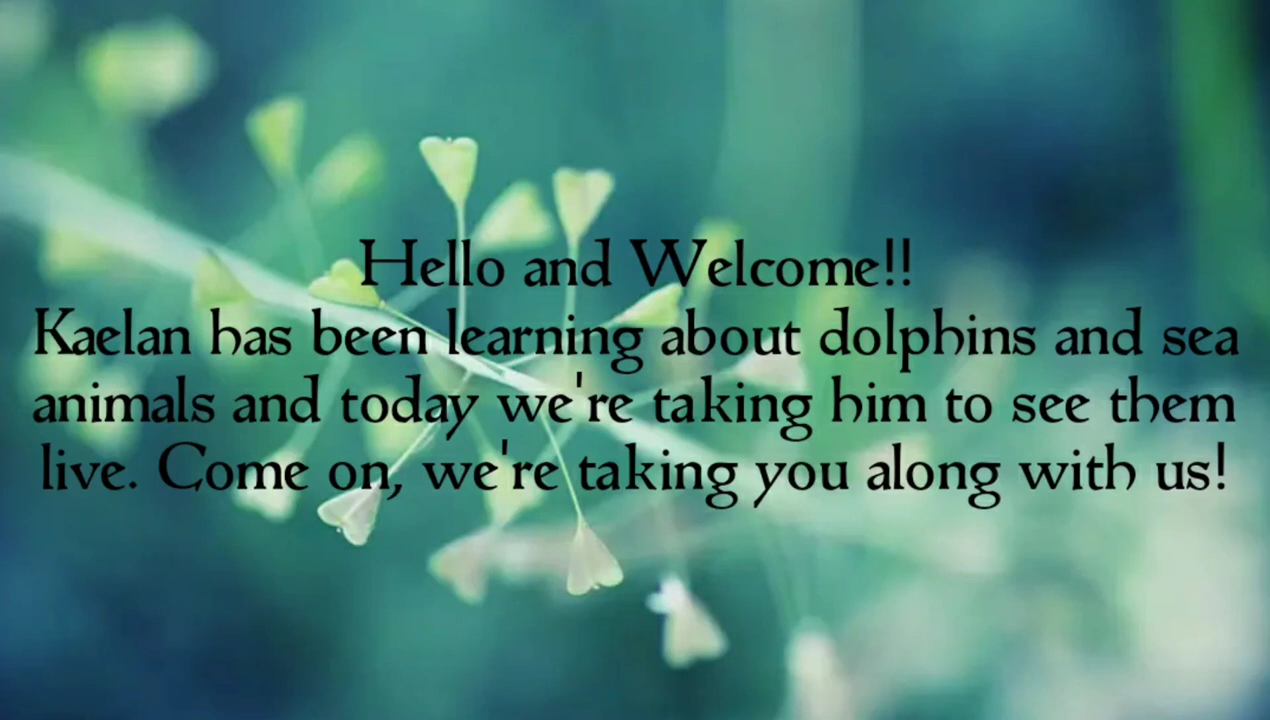 Hello and Welcome!!
Kaelan has been learning about dolphins and sea
animals and today we're taking him to see them
live. Come on, we're taking you along with us!